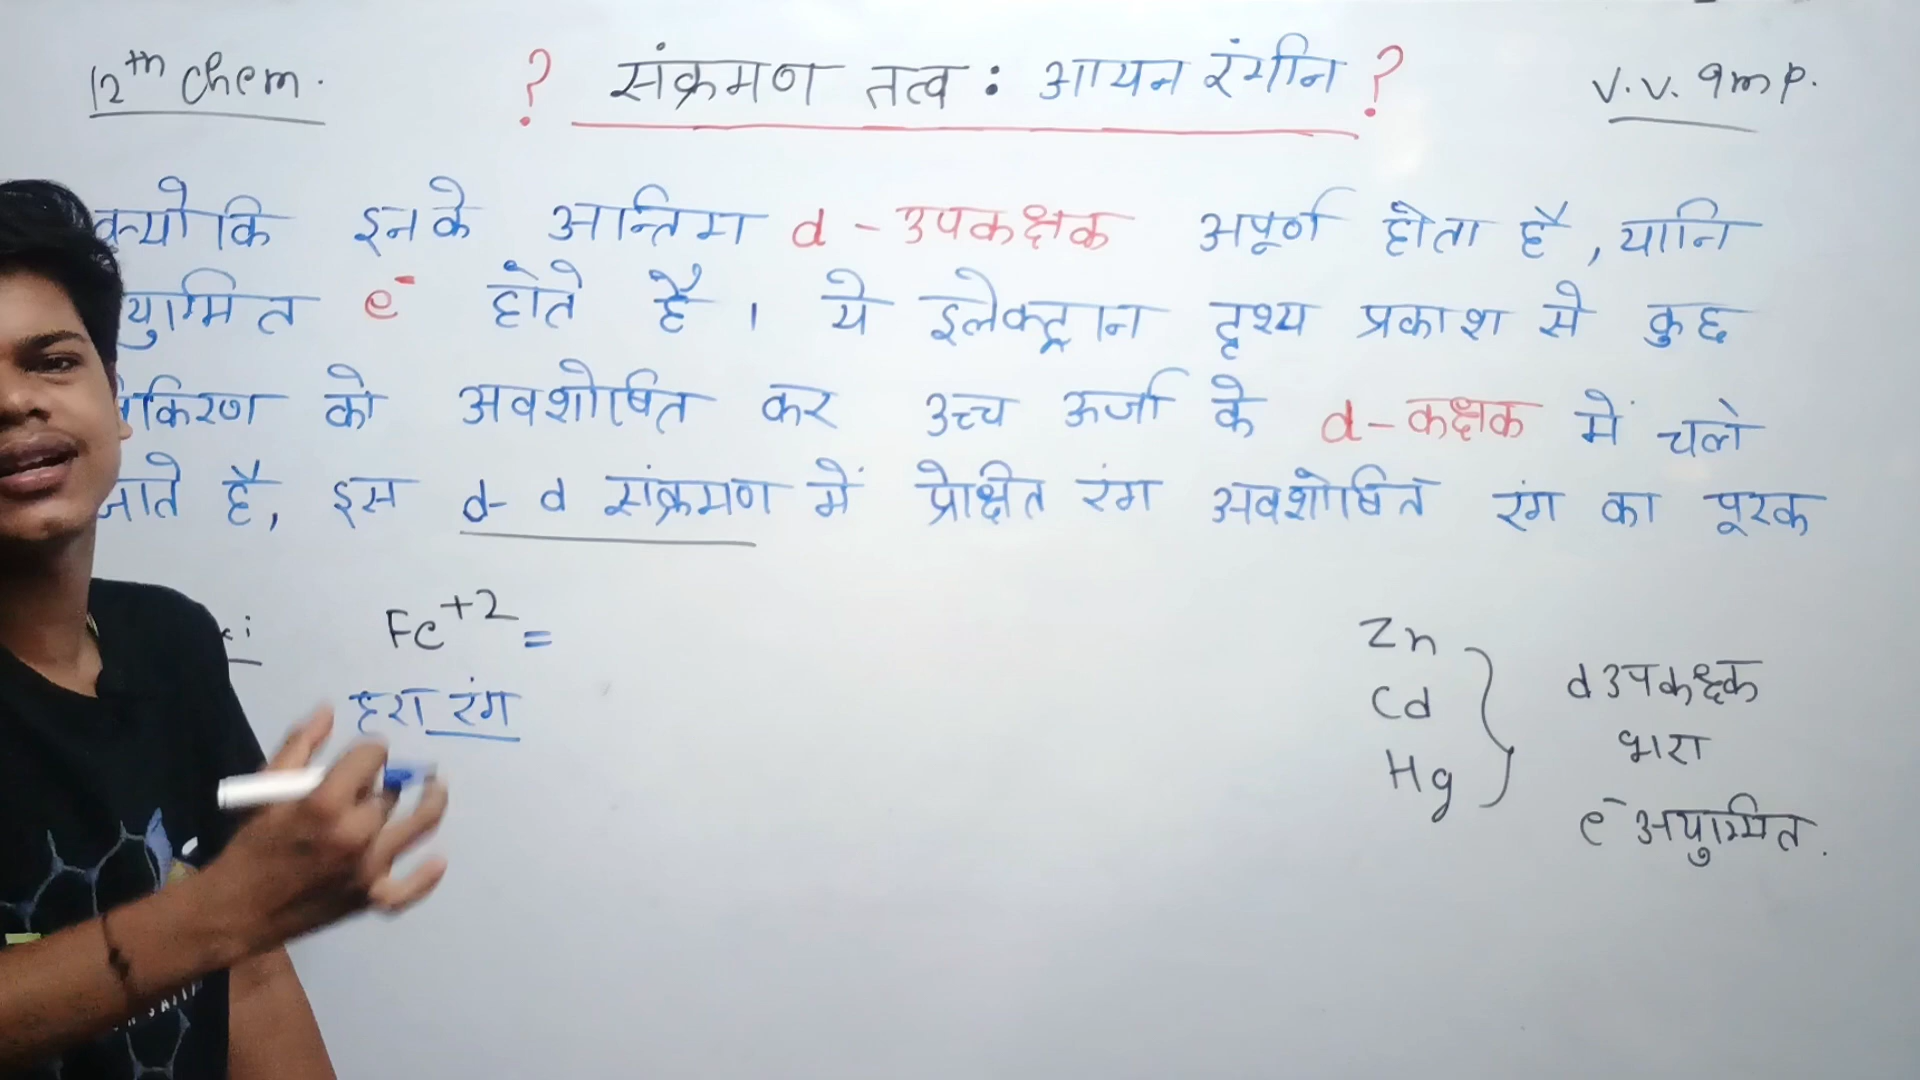 12th Chem.
? संक्रमण तत्व : आयन रंगीन ?
V.V. Imp.
क्यो कि इनके अन्तिम d - उपकक्षक अपूर्ण होता है, यानि
युग्मित e- होते है । ये इलेक्ट्रान दृश्य प्रकाश से कुछ
विकिरण को अवशोषित कर उच्च ऊर्जा के d - कक्षक में चले
जाते है, इस d- d संक्रमण में प्रेक्षित रंग अवशोषित रंग का पूरक
Fe+2 =
हरा रंग
Zn
Cd
Hg
d उपकक्षक
भरा
e- अयुग्मित.